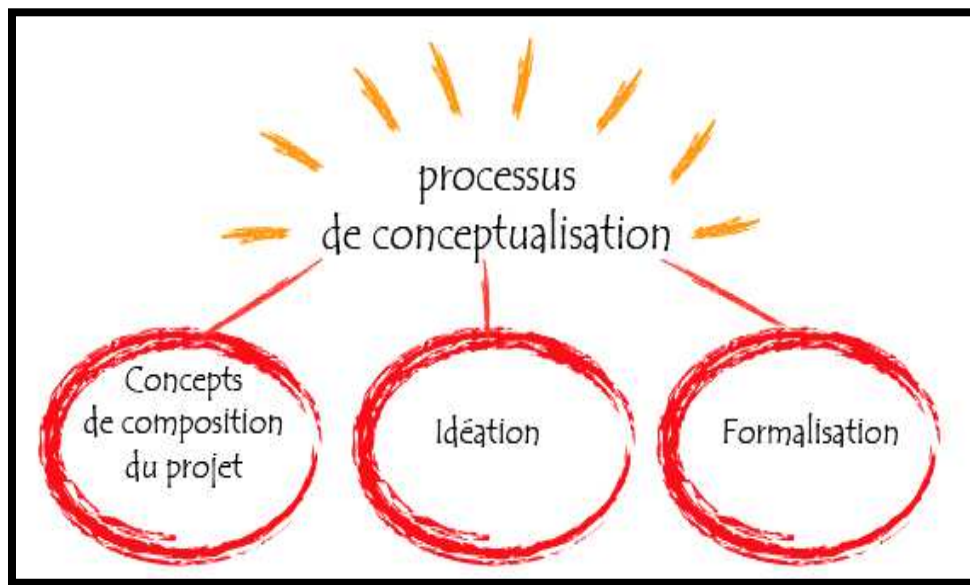 processus
de conceptualisation
Concepts
de composition
du projet
Idéation
Formalisation